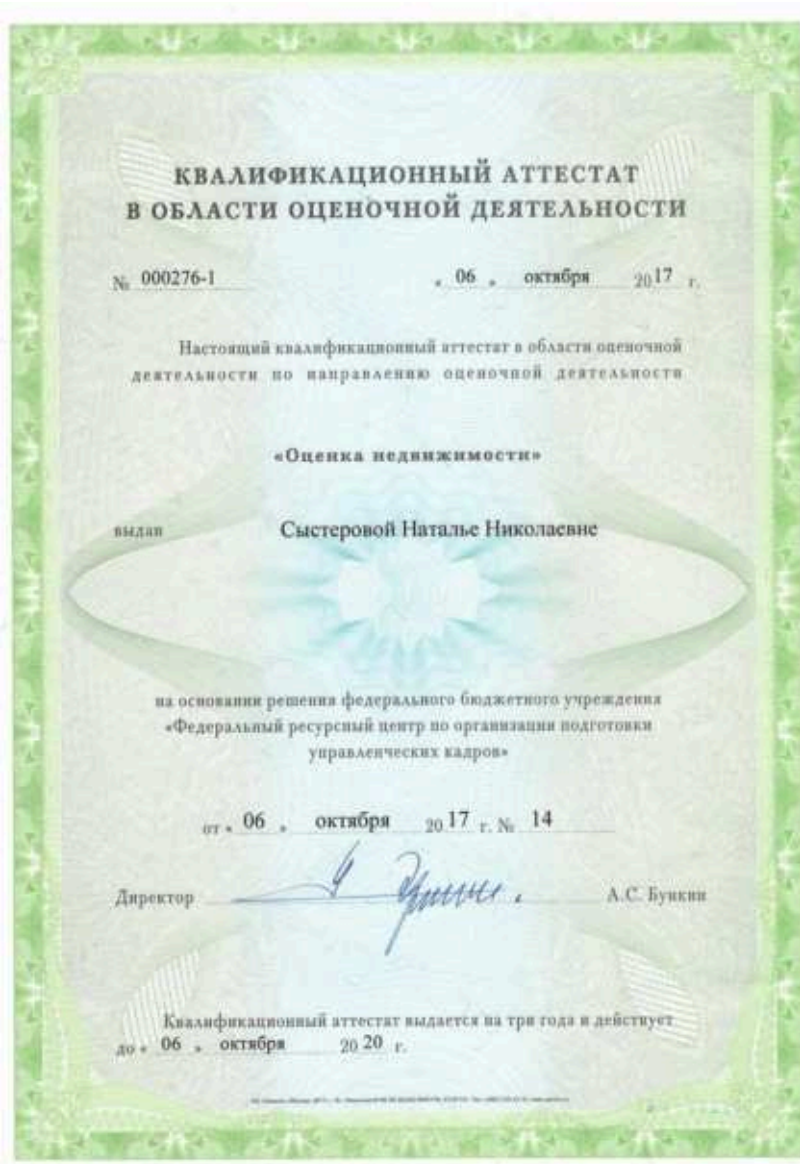 КВАЛИФИКАЦИОННЫЙ АТТЕСТАТ
В ОБЛАСТИ ОЦЕНОЧНОЙ ДЕЯТЕЛЬНОСТИ
№ 000276-1 « 06 » октября 2017 г.
Настоящий квалификационный аттестат в области оценочной
деятельности по направлению оценочной деятельности
«Оценка недвижимости»
выдан Сыстеровой Наталье Николаевне
на основании решения федерального бюджетного учреждения
«Федеральный ресурсный центр по организации подготовки
управленческих кадров»
от « 06 » октября 2017 г. № 14
Директор А.С. Бункин
Квалификационный аттестат выдается на три года и действует
до « 06 » октября 2020 г.